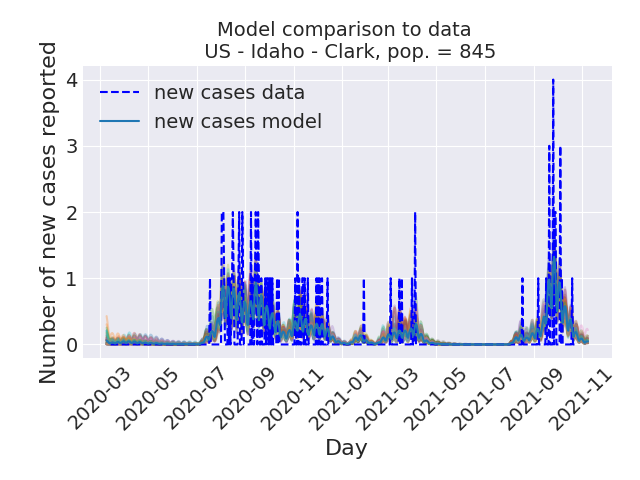 Model comparison to data
US - Idaho - Clark, pop. = 845
Number of new cases reported
4
3
2
1
0
new cases data
new cases model
2020-03
2020-05
2020-07
2020-09
2020-11
2021-01
2021-03
2021-05
2021-07
2021-09
2021-11
Day